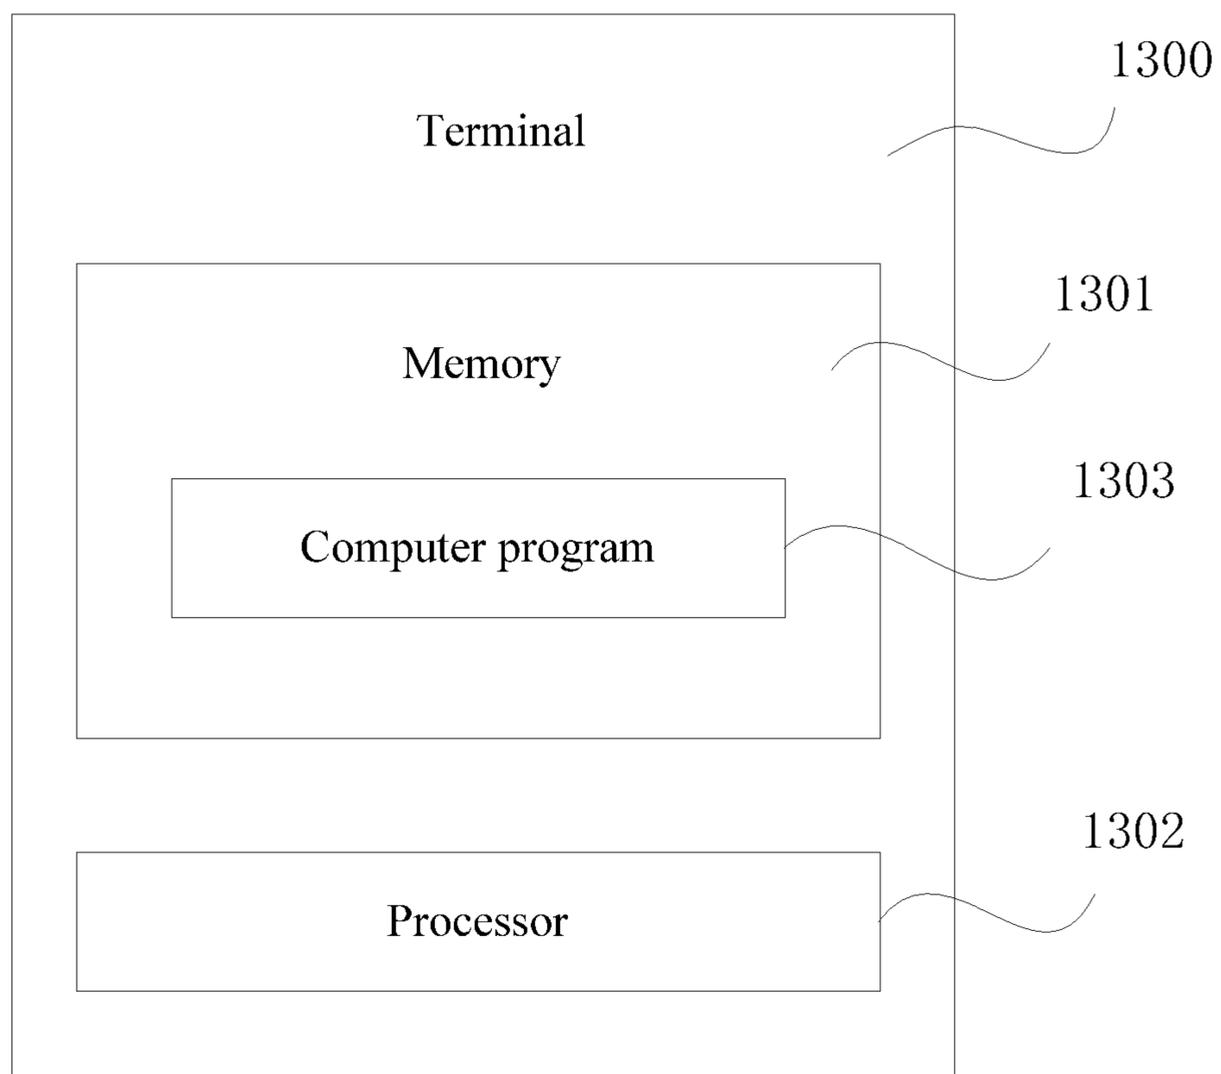 1300
Terminal
1301
Memory
1303
Computer program
1302
Processor